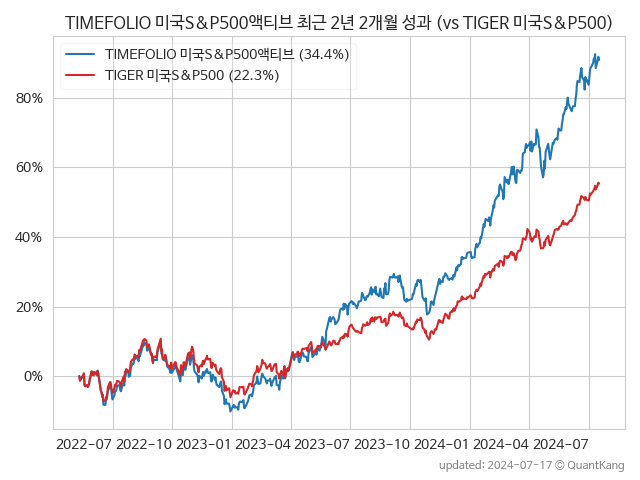 TIMEFOLIO 미국S&P500액티브 최근 2년 2개월 성과 (vs TIGER 미국S&P500)
TIMEFOLIO 미국S&P500액티브 (34.4%)
TIGER 미국S&P500 (22.3%)
80%
60%
40%
20%
0%
2022-07 2022-10 2023-01 2023-04 2023-07 2023-10 2024-01 2024-04 2024-07
updated: 2024-07-17 © QuantKang